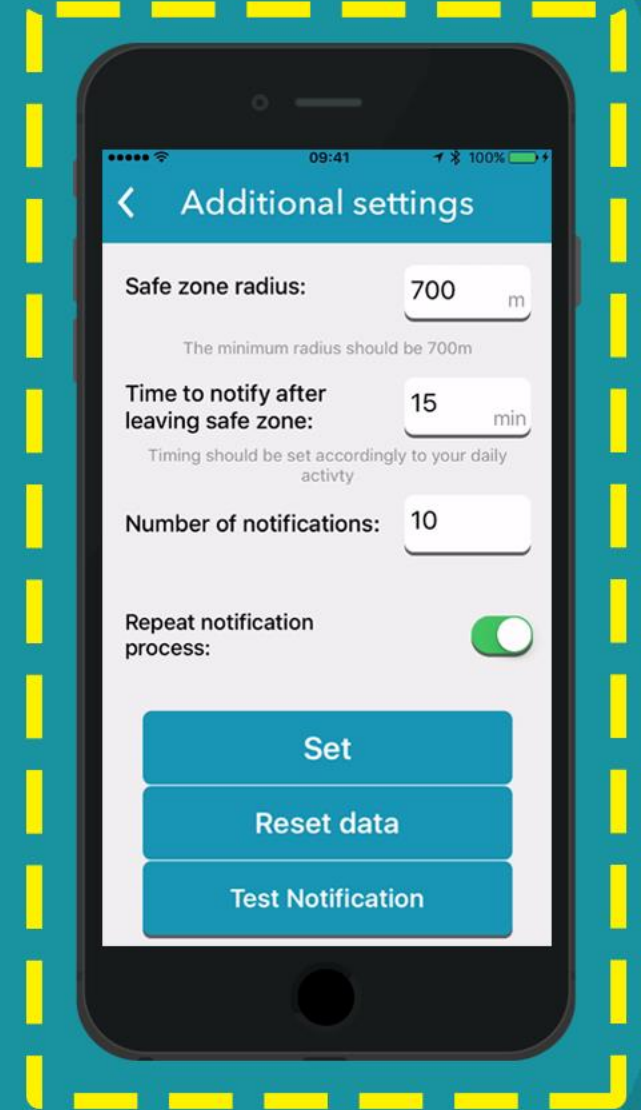 09:41
100%
Additional settings
Safe zone radius:
700
m
The minimum radius should be 700m
Time to notify after
leaving safe zone:
15
min
Timing should be set accordingly to your daily
activty
Number of notifications:
10
Repeat notification
process:
Set
Reset data
Test Notification